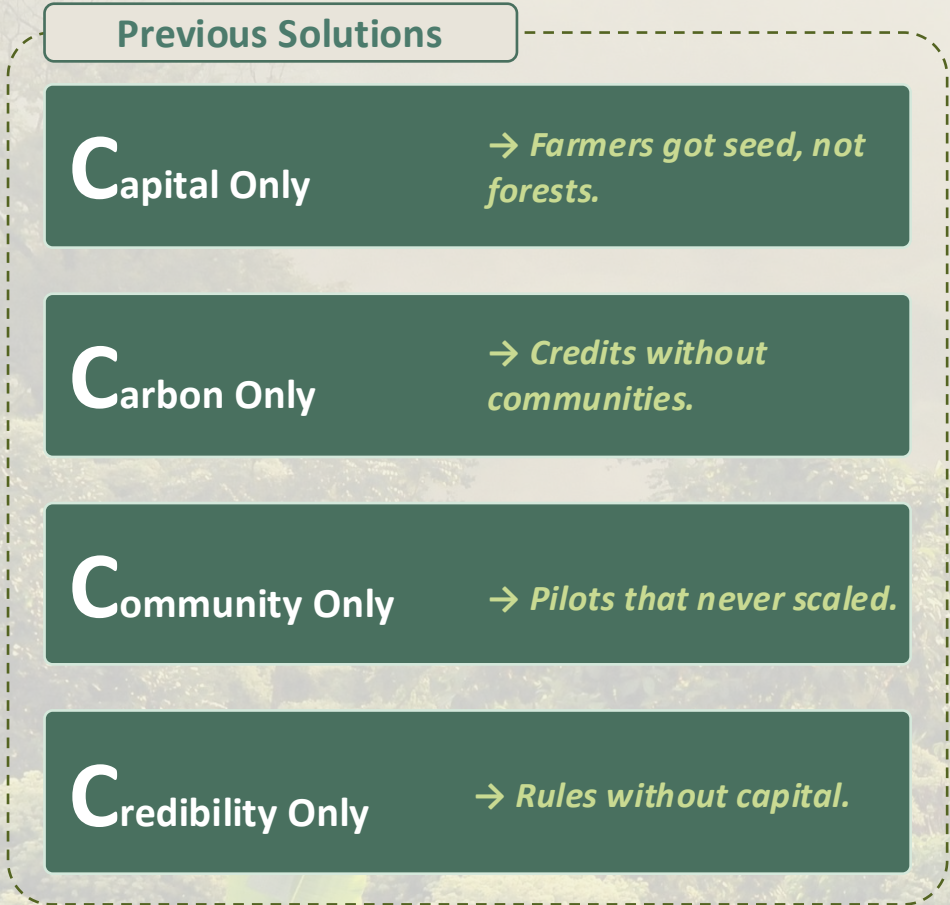 Previous Solutions
Capital Only
→ Farmers got seed, not
forests.
Carbon Only
→ Credits without
communities.
Community Only
→ Pilots that never scaled.
Credibility Only
→ Rules without capital.